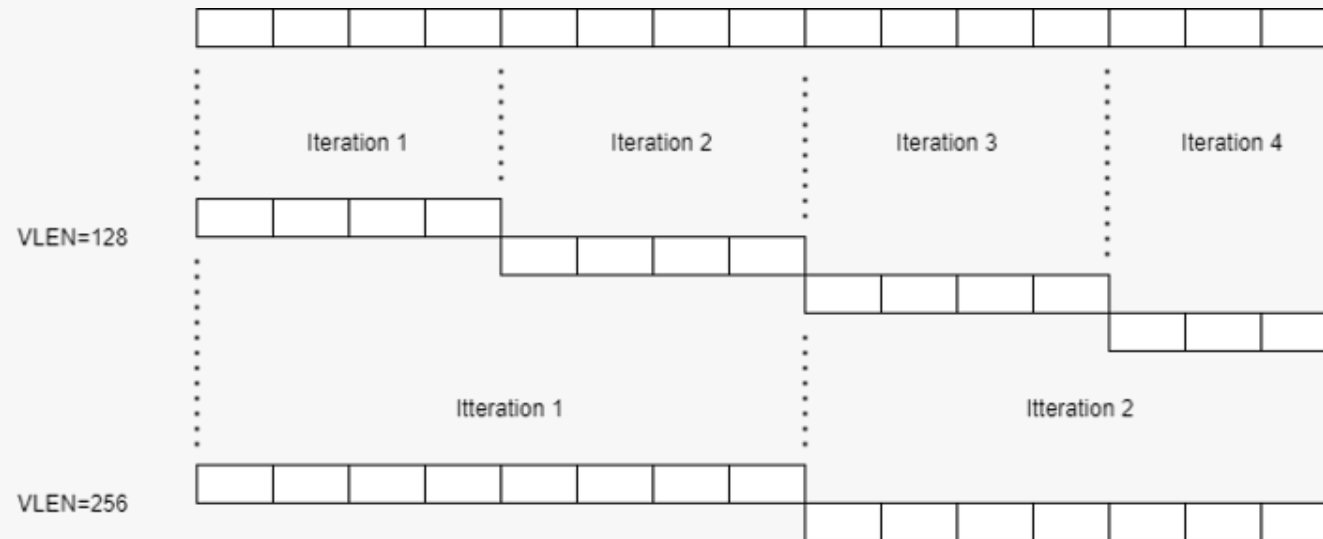 Iteration 1
Iteration 2
Iteration 3
Iteration 4
VLEN=128
Itteration 1
Itteration 2
VLEN=256